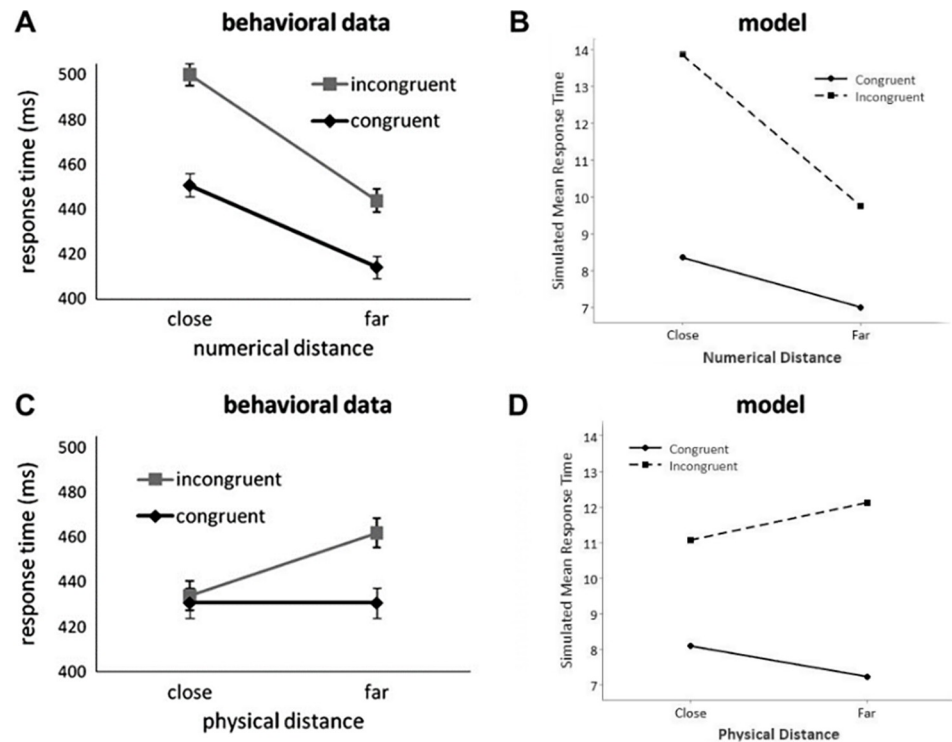 A
behavioral data
500
480
460
440
420
400
response time (ms)
incongruent
congruent
close
far
numerical distance
B
model
14
13
12
11
10
9
8
7
Simulated Mean Response Time
Congruent
Incongruent
Close
Far
Numerical Distance
C
behavioral data
500
480
460
440
420
400
response time (ms)
incongruent
congruent
close
far
physical distance
D
model
14
13
12
11
10
9
8
7
Simulated Mean Response Time
Congruent
Incongruent
Close
Far
Physical Distance